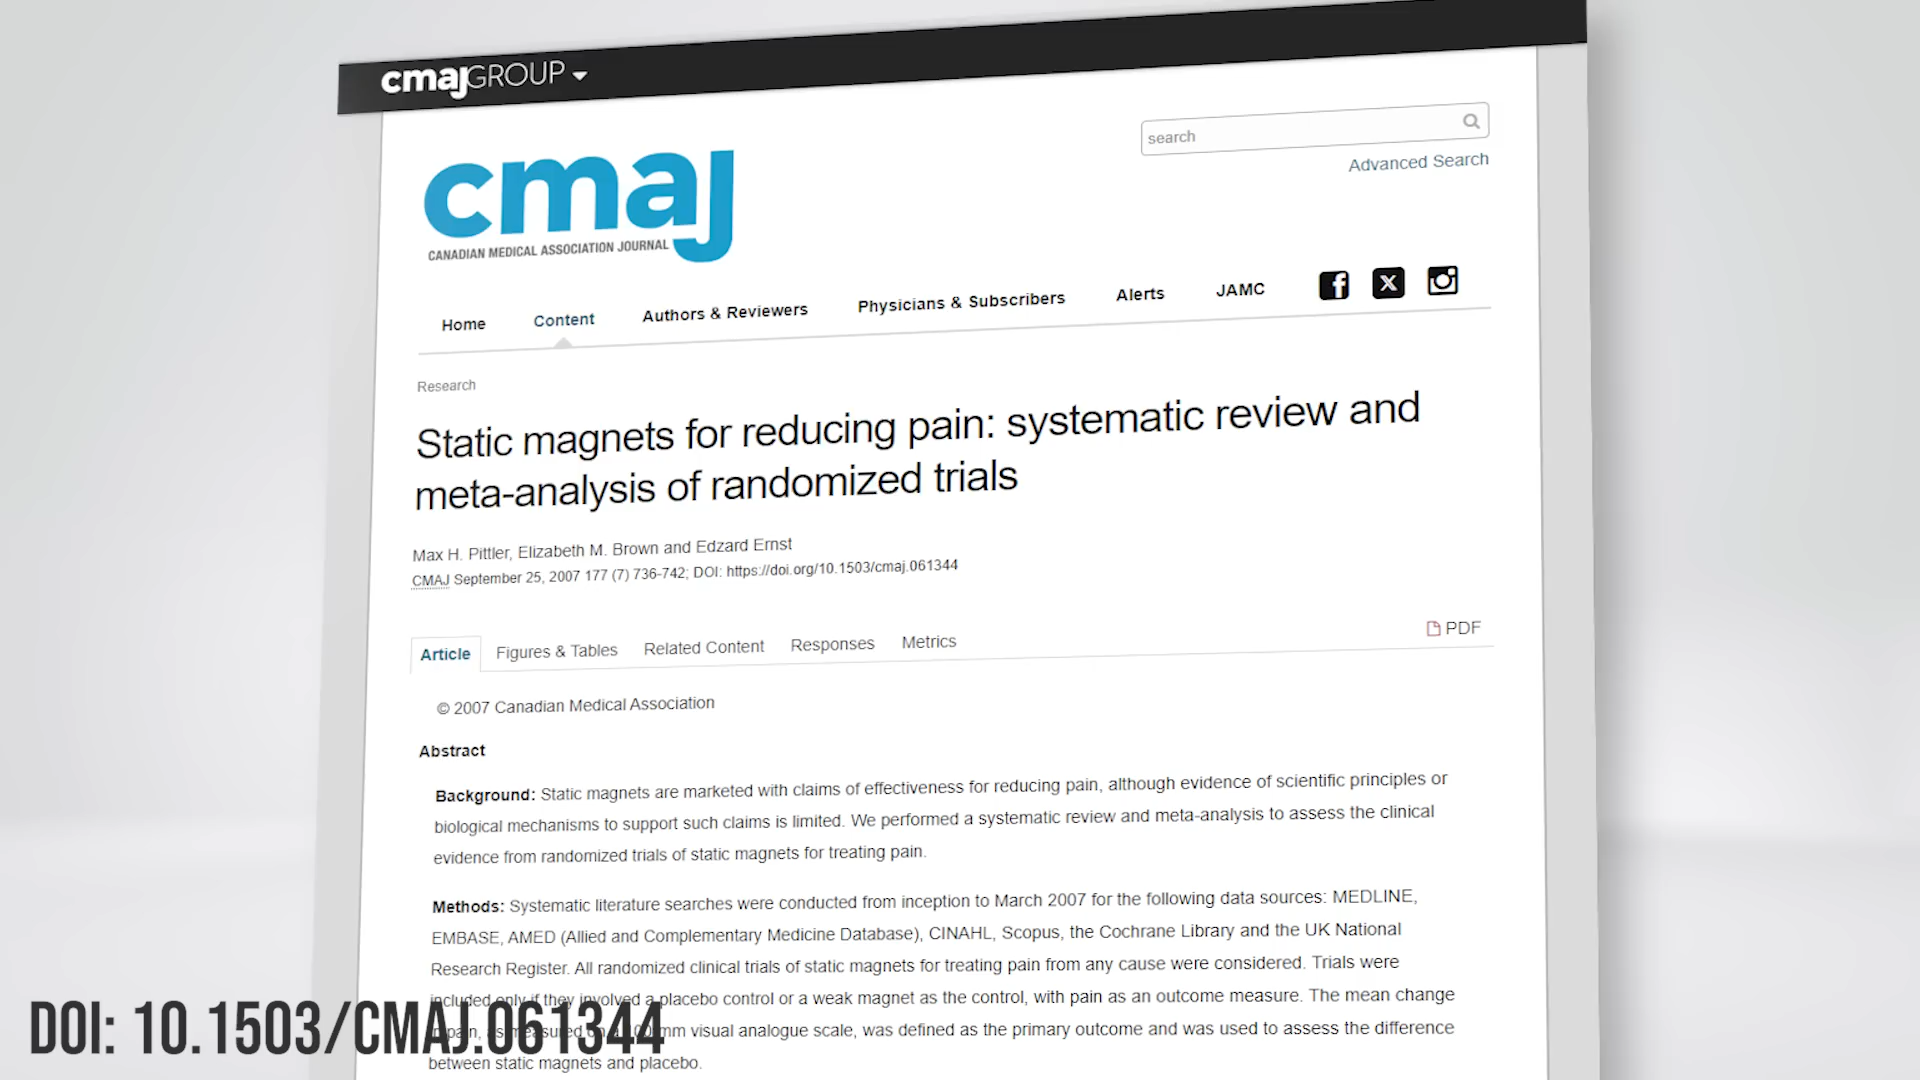 cmajGROUP
search
Advanced Search
cmaj
CANADIAN MEDICAL ASSOCIATION JOURNAL
Home Content Authors & Reviewers Physicians & Subscribers Alerts JAMC
Research
Static magnets for reducing pain: systematic review and
meta-analysis of randomized trials
Max H. Pittler, Elizabeth M. Brown and Edzard Ernst
CMAJ September 25, 2007 177 (7) 736-742; DOI: https://doi.org/10.1503/cmaj.061344
Article Figures & Tables Related Content Responses Metrics PDF
© 2007 Canadian Medical Association
Abstract
Background: Static magnets are marketed with claims of effectiveness for reducing pain, although evidence of scientific principles or
biological mechanisms to support such claims is limited. We performed a systematic review and meta-analysis to assess the clinical
evidence from randomized trials of static magnets for treating pain.
Methods: Systematic literature searches were conducted from inception to March 2007 for the following data sources: MEDLINE,
EMBASE, AMED (Allied and Complementary Medicine Database), CINAHL, Scopus, the Cochrane Library and the UK National
Research Register. All randomized clinical trials of static magnets for treating pain from any cause were considered. Trials were
included only if they involved a placebo control or a weak magnet as the control, with pain as an outcome measure. The mean change
in pain, as measured on a 100-mm visual analogue scale, was defined as the primary outcome and was used to assess the difference
between static magnets and placebo.
DOI: 10.1503/CMAJ.061344